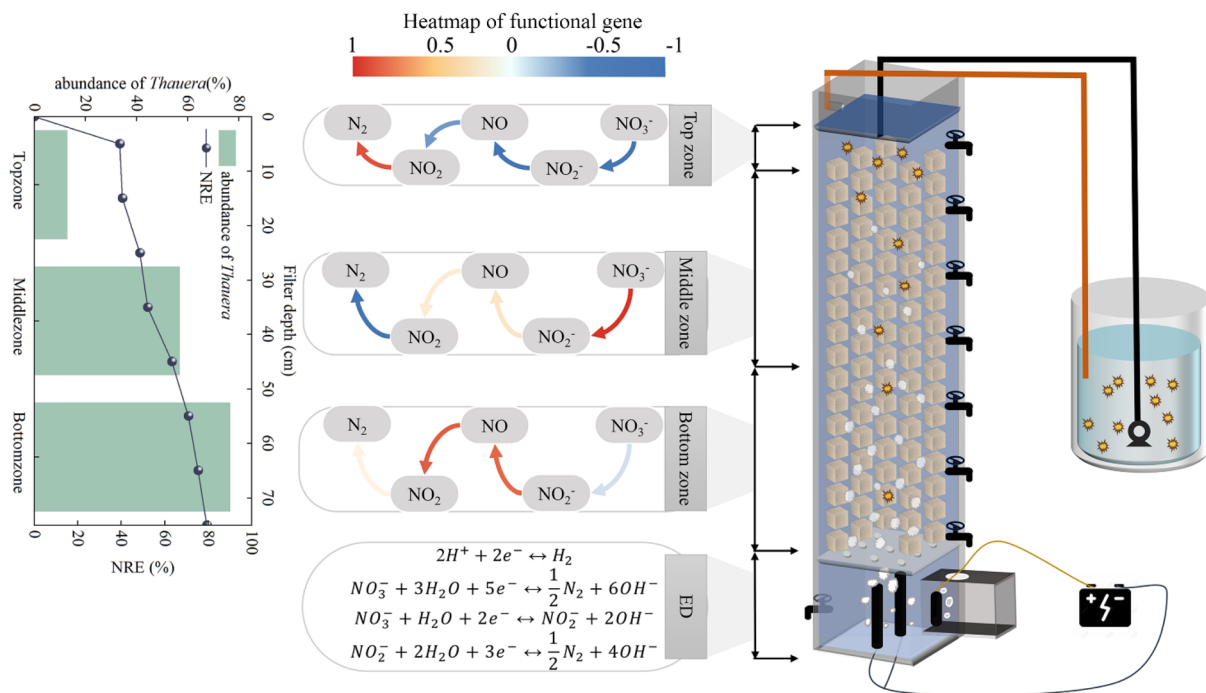 Heatmap of functional gene
1 0.5 0 -0.5 -1
abundance of Thauera(%)
0 20 40 60 80
NRE
abundance of Thauera
Topzone
Middlezone
Bottomzone
0
10
20
30
40
50
60
70
Filter depth (cm)
0 20 40 60 80 100
NRE (%)
N₂ NO NO₃⁻
NO₂ NO₂⁻
Top zone
N₂ NO NO₃⁻
NO₂ NO₂⁻
Middle zone
N₂ NO NO₃⁻
NO₂ NO₂⁻
Bottom zone
2H⁺ + 2e⁻ ↔ H₂
NO₃⁻ + 3H₂O + 5e⁻ ↔ 1/2 N₂ + 6OH⁻
NO₃⁻ + H₂O + 2e⁻ ↔ NO₂⁻ + 2OH⁻
NO₂⁻ + 2H₂O + 3e⁻ ↔ 1/2 N₂ + 4OH⁻
ED
+ -